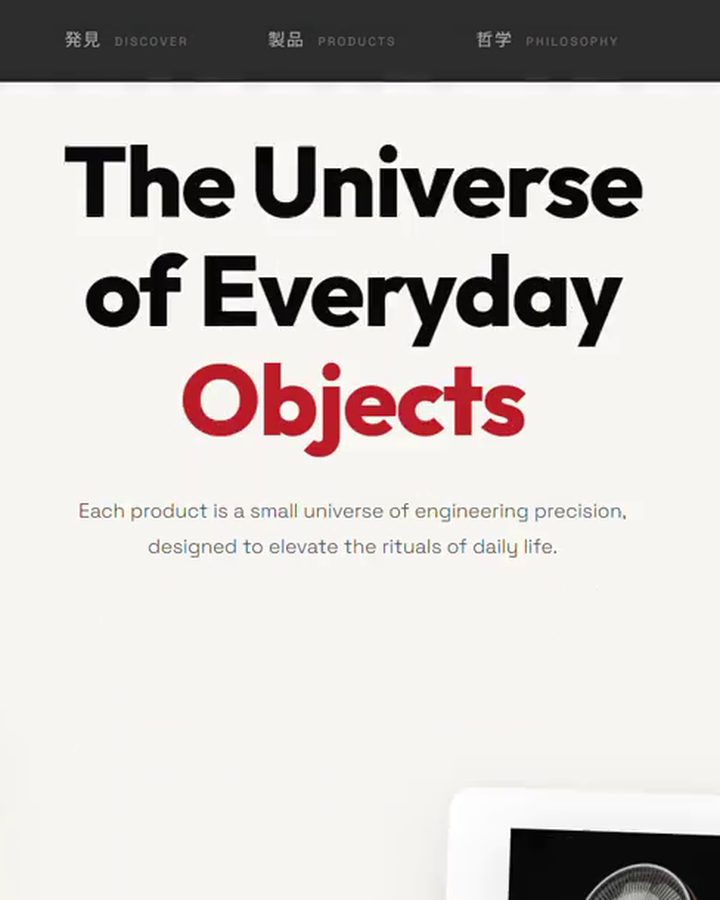 発見 DISCOVER 製品 PRODUCTS 哲学 PHILOSOPHY
The Universe
of Everyday
Objects
Each product is a small universe of engineering precision,
designed to elevate the rituals of daily life.